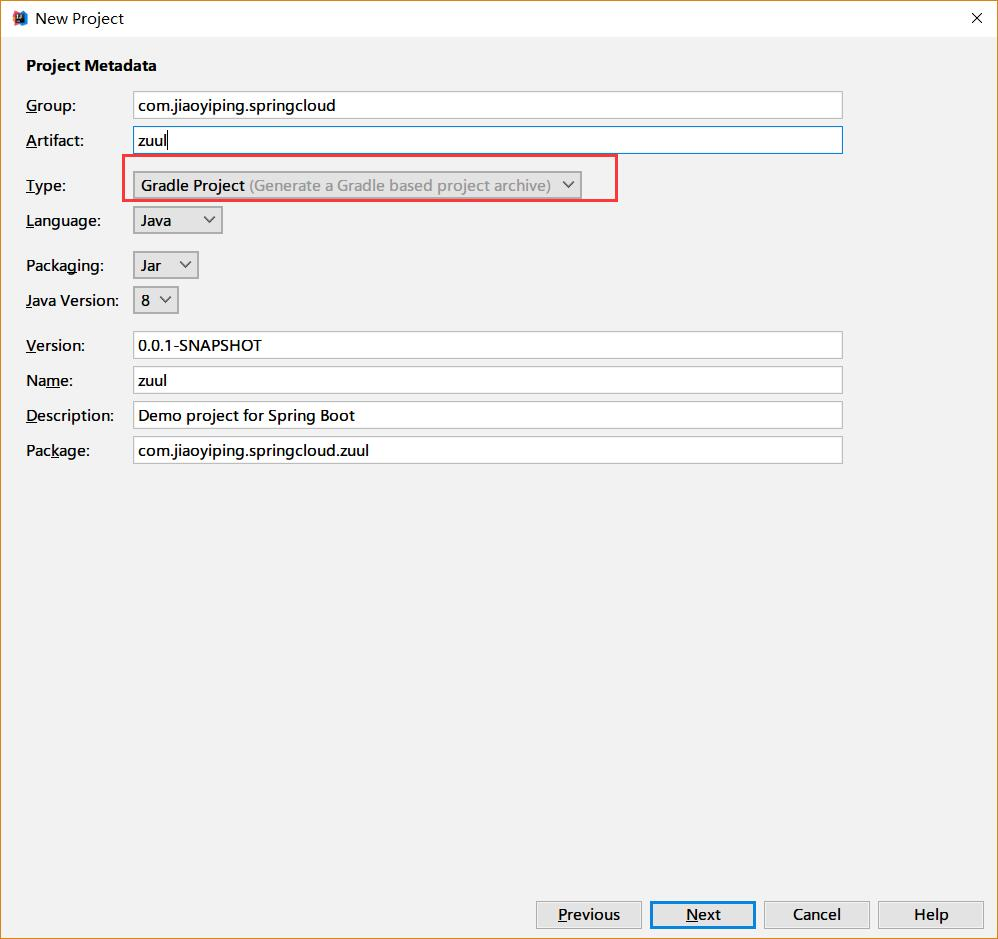 New Project
Project Metadata
Group: com.jiaoyiping.springcloud
Artifact: zuul
Type: Gradle Project (Generate a Gradle based project archive)
Language: Java
Packaging: Jar
Java Version: 8
Version: 0.0.1-SNAPSHOT
Name: zuul
Description: Demo project for Spring Boot
Package: com.jiaoyiping.springcloud.zuul
Previous Next Cancel Help